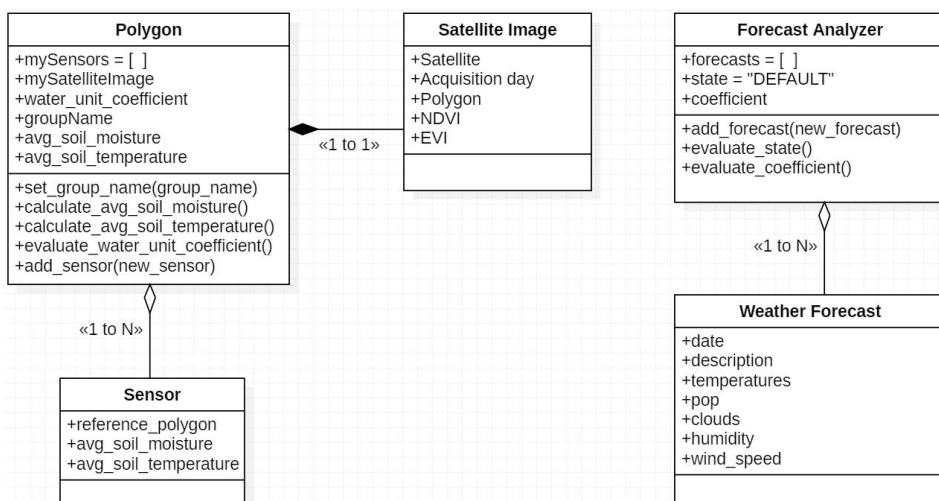 Polygon
+mySensors = [ ]
+mySatelliteImage
+water_unit_coefficient
+groupName
+avg_soil_moisture
+avg_soil_temperature
+set_group_name(group_name)
+calculate_avg_soil_moisture()
+calculate_avg_soil_temperature()
+evaluate_water_unit_coefficient()
+add_sensor(new_sensor)
«1 to 1»
Satellite Image
+Satellite
+Acquisition day
+Polygon
+NDVI
+EVI
Forecast Analyzer
+forecasts = [ ]
+state = "DEFAULT"
+coefficient
+add_forecast(new_forecast)
+evaluate_state()
+evaluate_coefficient()
«1 to N»
Sensor
+reference_polygon
+avg_soil_moisture
+avg_soil_temperature
«1 to N»
Weather Forecast
+date
+description
+temperatures
+pop
+clouds
+humidity
+wind_speed